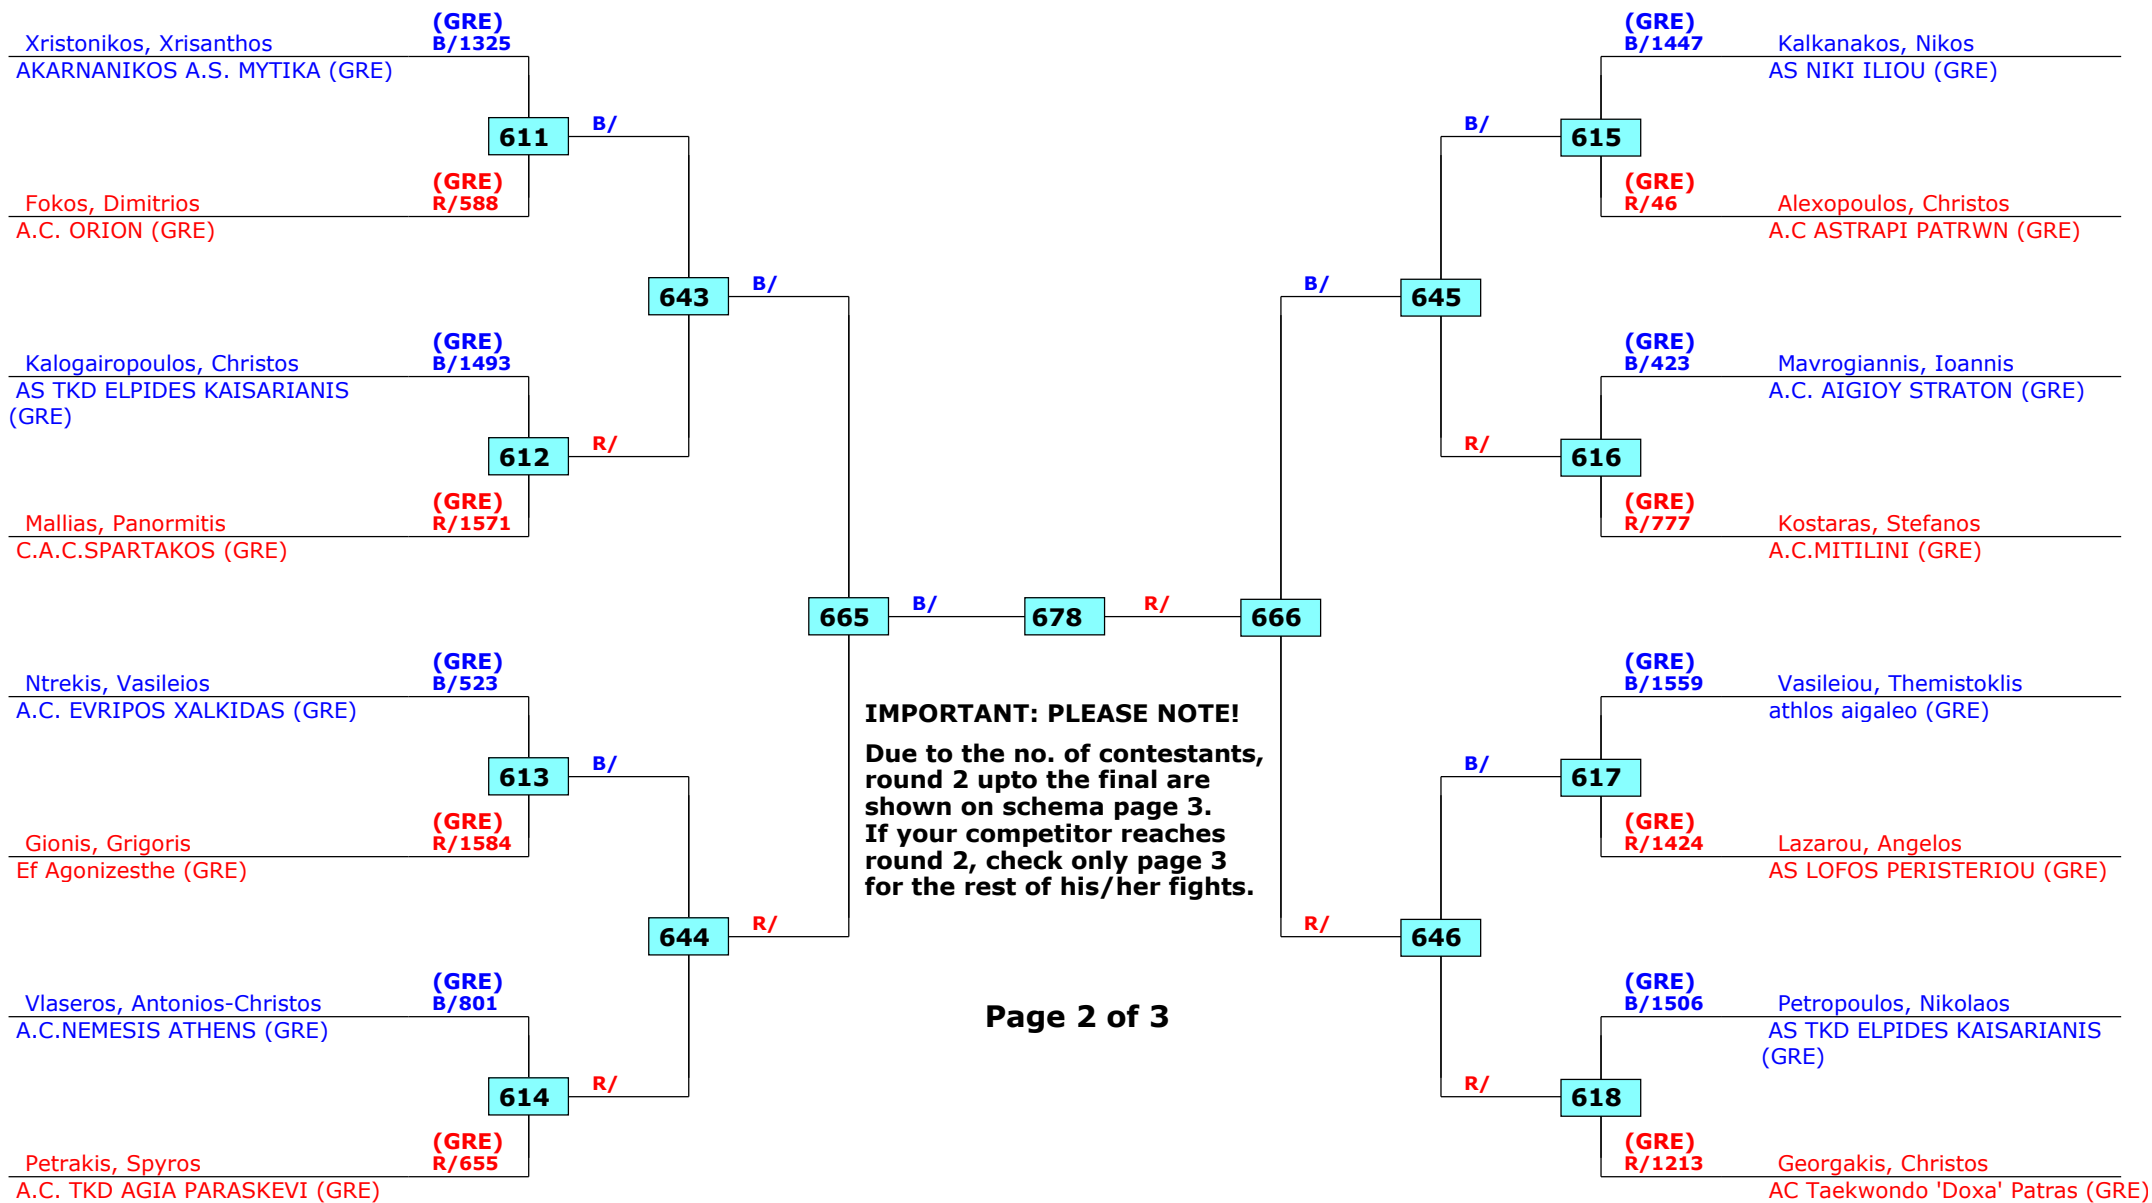 (GRE)
Xristonikos, Xrisanthos B/1325
AKARNANIKOS A.S. MYTIKA (GRE)
611
B/
(GRE)
Fokos, Dimitrios R/588
A.C. ORION (GRE)
643
B/
(GRE)
Kalogairopoulos, Christos B/1493
AS TKD ELPIDES KAISARIANIS
(GRE)
612
R/
(GRE)
Mallias, Panormitis R/1571
C.A.C.SPARTAKOS (GRE)
665
B/
678
R/
666
(GRE)
Ntrekis, Vasileios B/523
A.C. EVRIPOS XALKIDAS (GRE)
613
B/
(GRE)
Gionis, Grigoris R/1584
Ef Agonizesthe (GRE)
644
R/
(GRE)
Vlaseros, Antonios-Christos B/801
A.C.NEMESIS ATHENS (GRE)
614
R/
(GRE)
Petrakis, Spyros R/655
A.C. TKD AGIA PARASKEVI (GRE)
IMPORTANT: PLEASE NOTE!
Due to the no. of contestants,
round 2 upto the final are
shown on schema page 3.
If your competitor reaches
round 2, check only page 3
for the rest of his/her fights.
Page 2 of 3
(GRE)
B/1447 Kalkanakos, Nikos
AS NIKI ILIOU (GRE)
B/
615
(GRE)
R/46 Alexopoulos, Christos
A.C ASTRAPI PATRWN (GRE)
B/
645
(GRE)
B/423 Mavrogiannis, Ioannis
A.C. AIGIOY STRATON (GRE)
R/
616
(GRE)
R/777 Kostaras, Stefanos
A.C.MITILINI (GRE)
(GRE)
B/1559 Vasileiou, Themistoklis
athlos aigaleo (GRE)
B/
617
(GRE)
R/1424 Lazarou, Angelos
AS LOFOS PERISTERIOU (GRE)
R/
646
(GRE)
B/1506 Petropoulos, Nikolaos
AS TKD ELPIDES KAISARIANIS
(GRE)
R/
618
(GRE)
R/1213 Georgakis, Christos
AC Taekwondo 'Doxa' Patras (GRE)